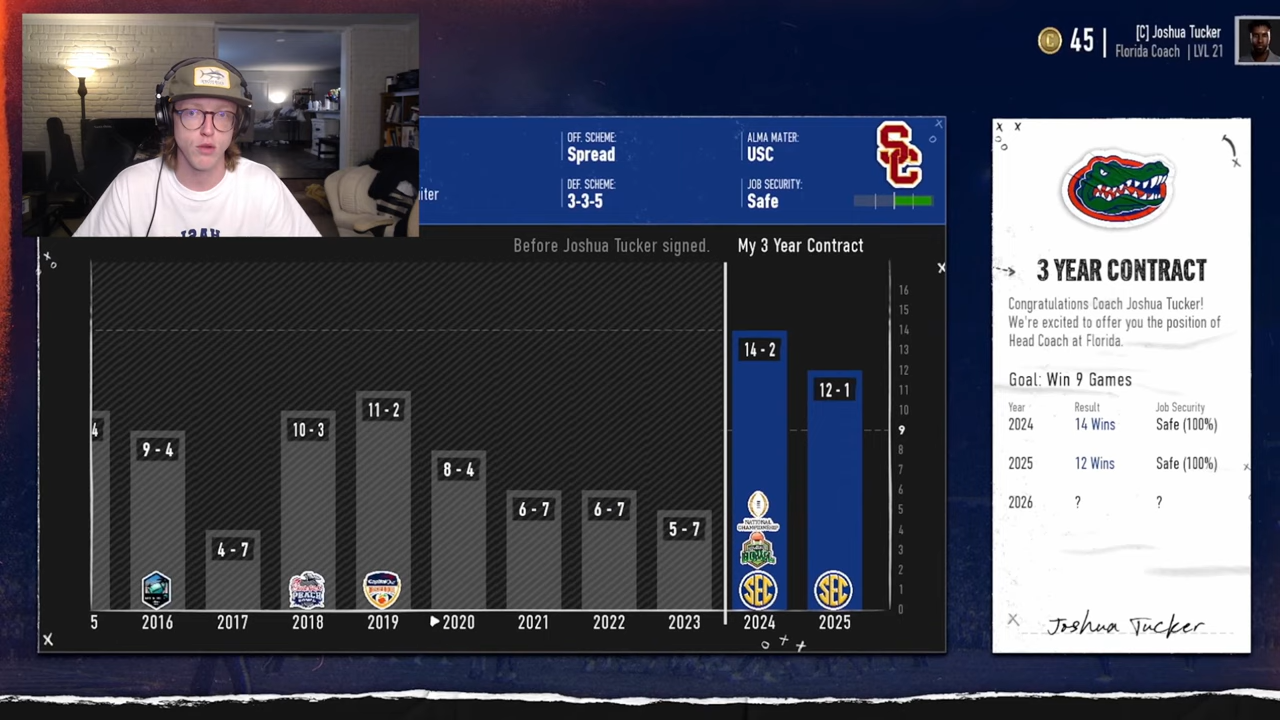 45
[C] Joshua Tucker
Florida Coach | LVL 21
OFF. SCHEME:
Spread
DEF. SCHEME:
3-3-5
ALMA MATER:
USC
JOB SECURITY:
Safe
SC
Before Joshua Tucker signed.
My 3 Year Contract
16
15
14
13
12
11
10
9
8
7
6
5
4
3
2
1
0
4
9 - 4
4 - 7
10 - 3
11 - 2
8 - 4
6 - 7
6 - 7
5 - 7
14 - 2
12 - 1
NATIONAL
CHAMPIONSHIP
PEACH
SEC
SEC
5
2016
2017
2018
2019
2020
2021
2022
2023
2024
2025
3 YEAR CONTRACT
Congratulations Coach Joshua Tucker!
We're excited to offer you the position of
Head Coach at Florida.
Goal: Win 9 Games
Year Result Job Security
2024 14 Wins Safe (100%)
2025 12 Wins Safe (100%)
2026 ? ?
Joshua Tucker